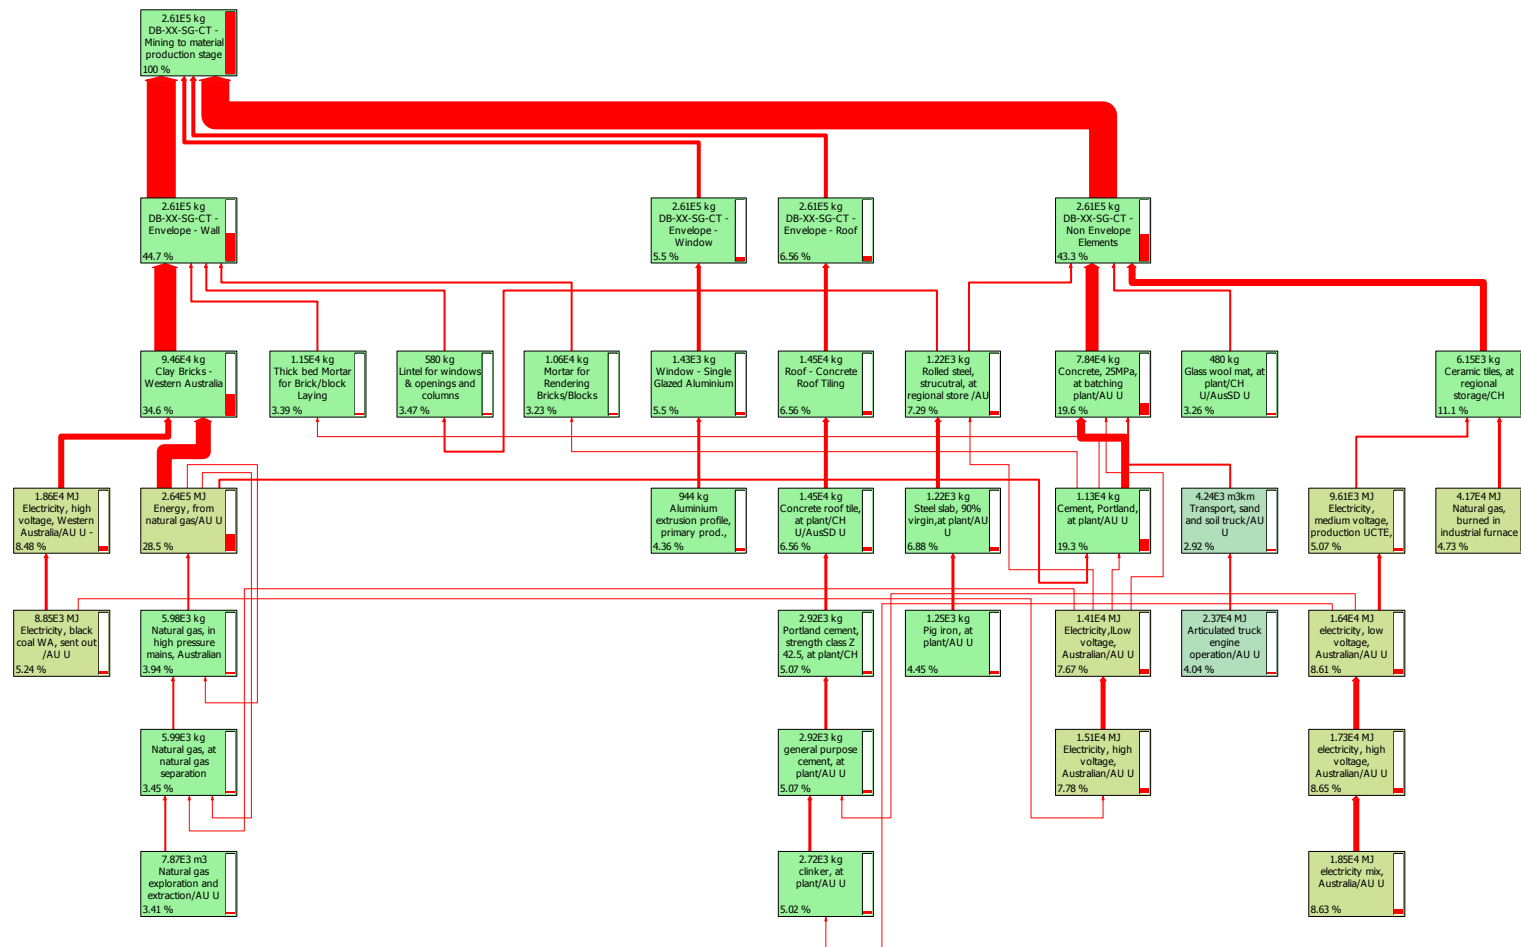 2.61E5 kg
DB-XX-SG-CT -
Mining to material
production stage
100 %
2.61E5 kg
DB-XX-SG-CT -
Envelope - Wall
44.7 %
2.61E5 kg
DB-XX-SG-CT -
Envelope -
Window
5.5 %
2.61E5 kg
DB-XX-SG-CT -
Envelope - Roof
6.56 %
2.61E5 kg
DB-XX-SG-CT -
Non Envelope
Elements
43.3 %
9.46E4 kg
Clay Bricks -
Western Australia
34.6 %
1.15E4 kg
Thick bed Mortar
for Brick/block
Laying
3.39 %
580 kg
Lintel for windows
& openings and
columns
3.47 %
1.06E4 kg
Mortar for
Rendering
Bricks/Blocks
3.23 %
1.43E3 kg
Window - Single
Glazed Aluminium
5.5 %
1.45E4 kg
Roof - Concrete
Roof Tiling
6.56 %
1.22E3 kg
Rolled steel,
strucutral, at
regional store /AU
7.29 %
7.84E4 kg
Concrete, 25MPa,
at batching
plant/AU U
19.6 %
480 kg
Glass wool mat, at
plant/CH
U/AusSD U
3.26 %
6.15E3 kg
Ceramic tiles, at
regional
storage/CH
11.1 %
1.86E4 MJ
Electricity, high
voltage, Western
Australia/AU U -
8.48 %
2.64E5 MJ
Energy, from
natural gas/AU U
28.5 %
944 kg
Aluminium
extrusion profile,
primary prod.,
4.36 %
1.45E4 kg
Concrete roof tile,
at plant/CH
U/AusSD U
6.56 %
1.22E3 kg
Steel slab, 90%
virgin,at plant/AU
U
6.88 %
1.13E4 kg
Cement, Portland,
at plant/AU U
19.3 %
4.24E3 m3km
Transport, sand
and soil truck/AU
U
2.92 %
9.61E3 MJ
Electricity,
medium voltage,
production UCTE,
5.07 %
4.17E4 MJ
Natural gas,
burned in
industrial furnace
4.73 %
8.85E3 MJ
Electricity, black
coal WA, sent out
/AU U
5.24 %
5.98E3 kg
Natural gas, in
high pressure
mains, Australian
3.94 %
2.92E3 kg
Portland cement,
strength class Z
42.5, at plant/CH
5.07 %
1.25E3 kg
Pig iron, at
plant/AU U
4.45 %
1.41E4 MJ
Electricity,lLow
voltage,
Australian/AU U
7.67 %
2.37E4 MJ
Articulated truck
engine
operation/AU U
4.04 %
1.64E4 MJ
electricity, low
voltage,
Australian/AU U
8.61 %
5.99E3 kg
Natural gas, at
natural gas
separation
3.45 %
2.92E3 kg
general purpose
cement, at
plant/AU U
5.07 %
1.51E4 MJ
Electricity, high
voltage,
Australian/AU U
7.78 %
1.73E4 MJ
electricity, high
voltage,
Australian/AU U
8.65 %
7.87E3 m3
Natural gas
exploration and
extraction/AU U
3.41 %
2.72E3 kg
clinker, at
plant/AU U
5.02 %
1.85E4 MJ
electricity mix,
Australia/AU U
8.63 %